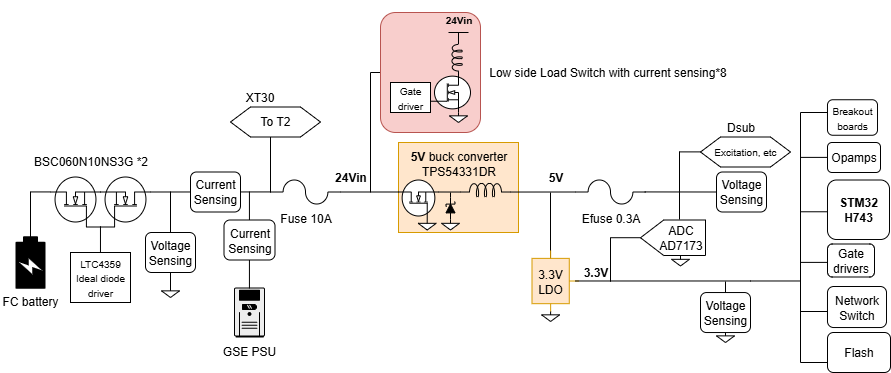 24Vin
Gate
driver
Low side Load Switch with current sensing*8
XT30
To T2
BSC060N10NS3G *2
Current
Sensing
Fuse 10A
24Vin
5V buck converter
TPS54331DR
5V
Efuse 0.3A
Dsub
Excitation, etc
Voltage
Sensing
Breakout
boards
Opamps
STM32
H743
Gate
drivers
Network
Switch
Flash
ADC
AD7173
3.3V
LDO
3.3V
Voltage
Sensing
Voltage
Sensing
Current
Sensing
LTC4359
Ideal diode
driver
FC battery
GSE PSU